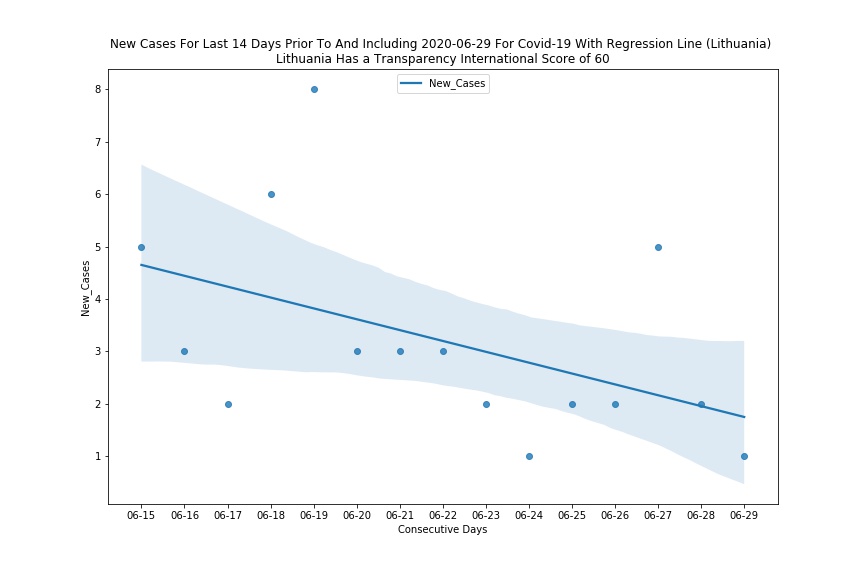 New Cases For Last 14 Days Prior To And Including 2020-06-29 For Covid-19 With Regression Line (Lithuania)
Lithuania Has a Transparency International Score of 60
New_Cases
8
7
6
5
4
3
2
1
New_Cases
06-15 06-16 06-17 06-18 06-19 06-20 06-21 06-22 06-23 06-24 06-25 06-26 06-27 06-28 06-29
Consecutive Days